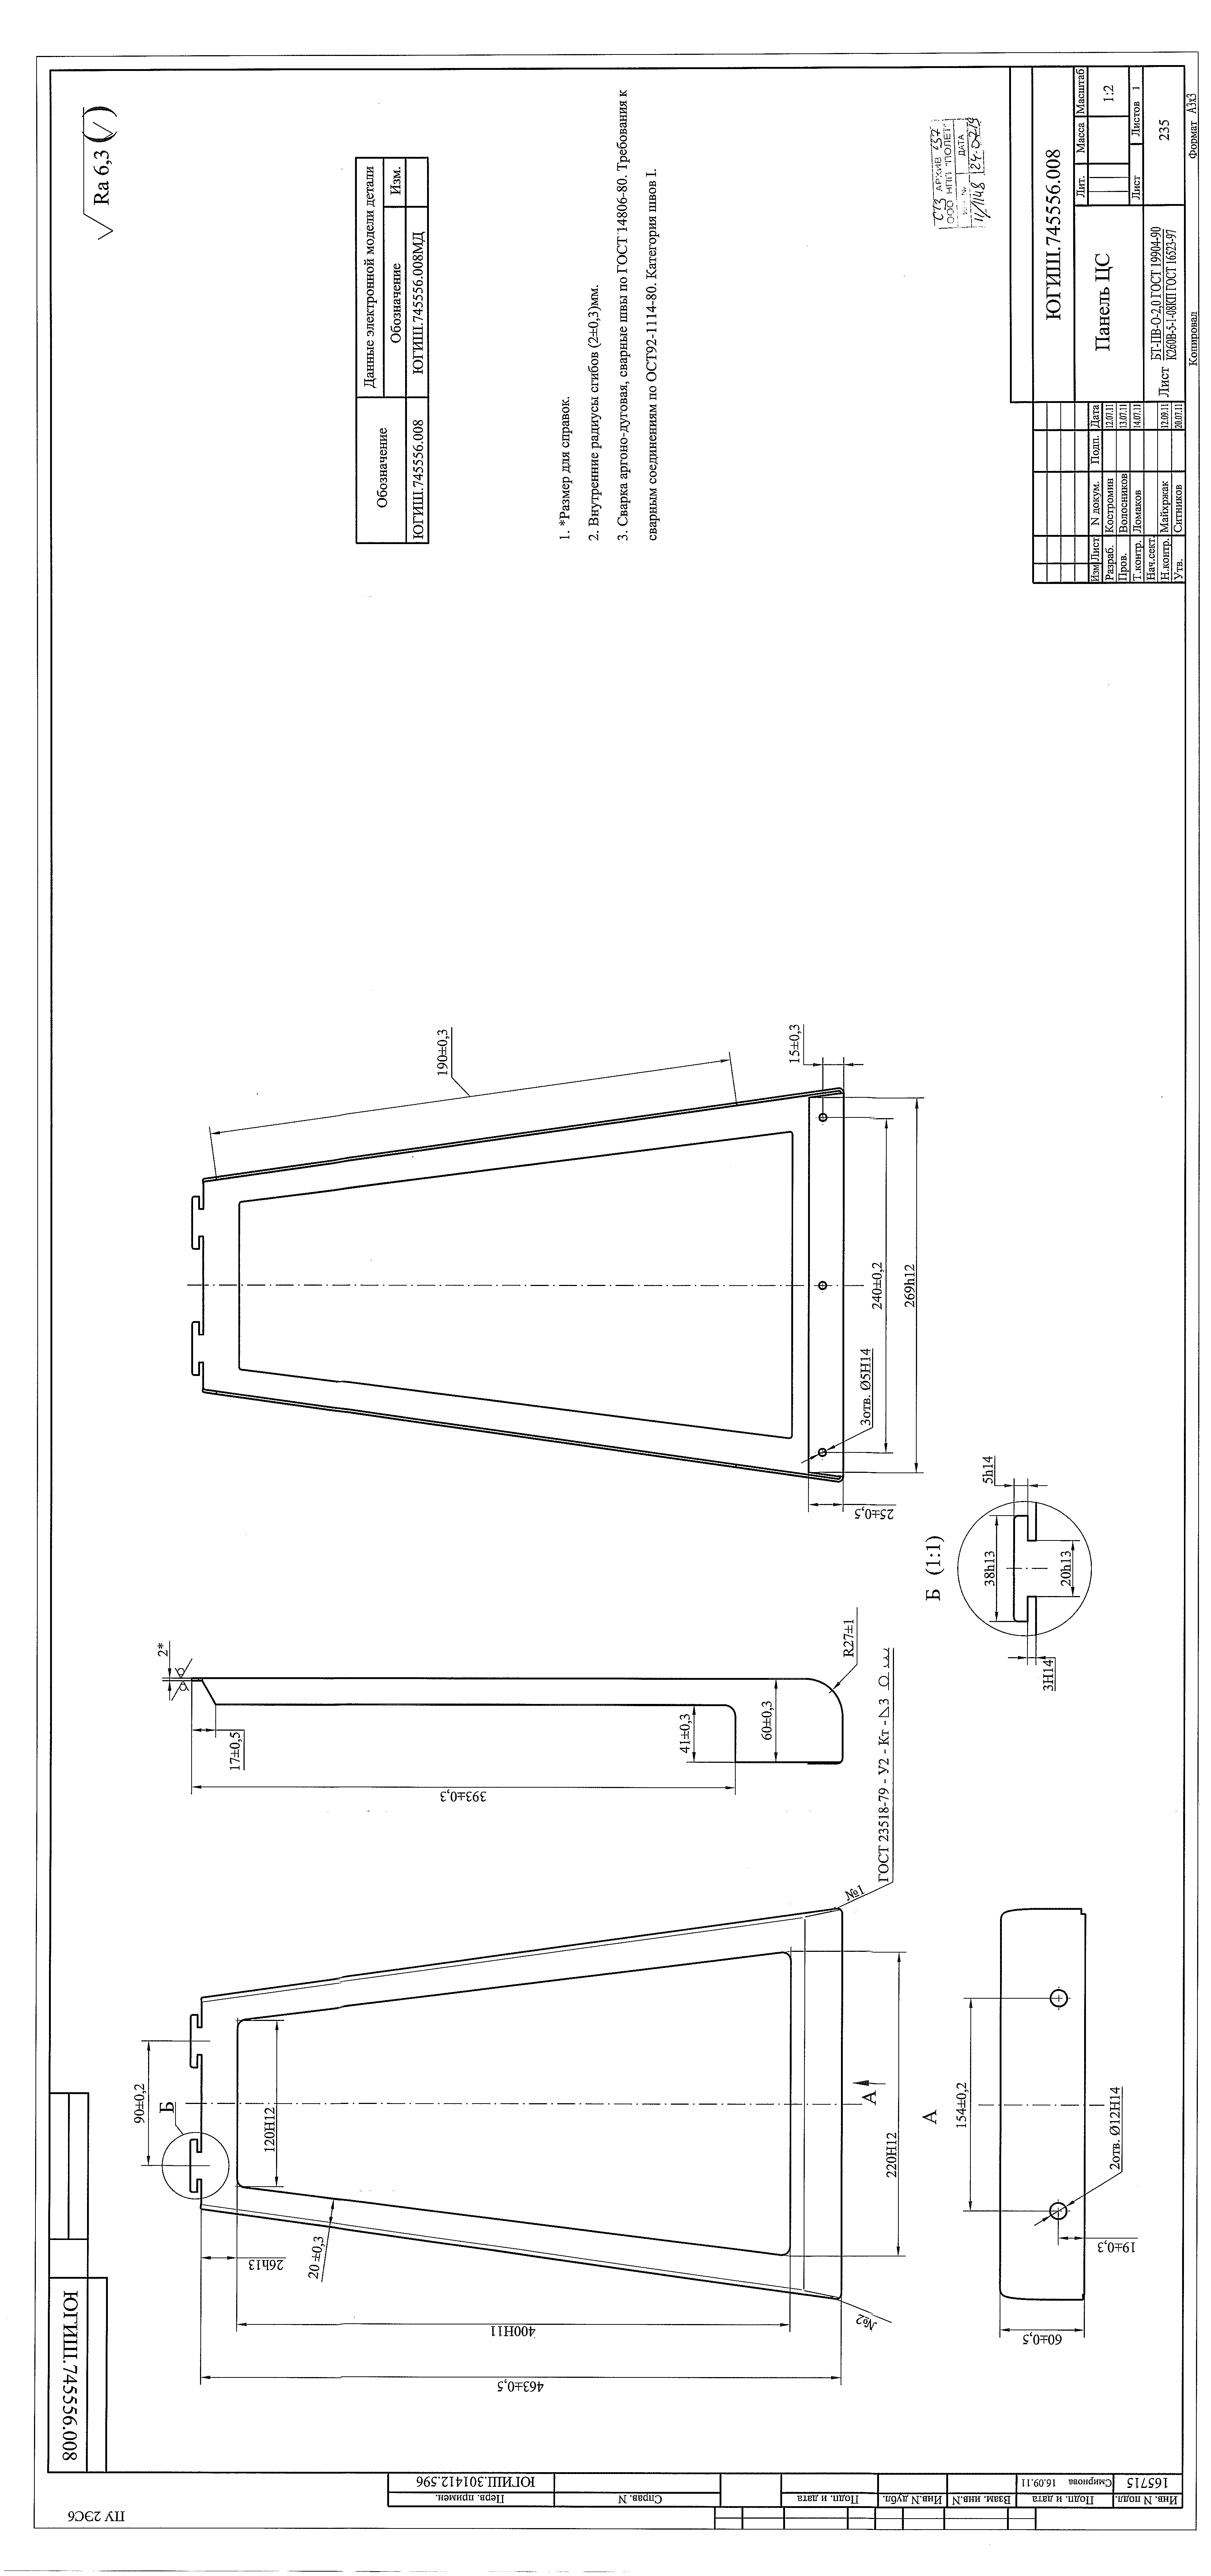 ПУ 2ЭС6
ЮГИШ.745556.008
Перв. примен.
ЮГИШ.301412.596
Справ. N
Подп. и дата
Инв.N дубл.
Взам. инв.N
Подп. и дата
Смирнова 16.09.11
Инв. N подл.
165715
463±0,5
400H11
26h13
20 ±0,3
120H12
90±0,2
Б
220H12
А
№1
№2
ГОСТ 23518-79 - У2 - Кт - ⊿3
А
154±0,2
2отв. Ø12H14
19±0,3
60±0,5
2*
17±0,5
393±0,3
41±0,3
60±0,3
R27±1
Б (1:1)
38h13
20h13
5h14
3H14
190±0,3
15±0,3
240±0,2
269h12
3отв. Ø5H14
25±0,5
Ra 6,3 (√)
Обозначение
Данные электронной модели детали
Обозначение
Изм.
ЮГИШ.745556.008
ЮГИШ.745556.008МД
1. *Размер для справок.
2. Внутренние радиусы сгибов (2±0,3)мм.
3. Сварка аргоно-дуговая, сварные швы по ГОСТ 14806-80. Требования к
сварным соединениям по ОСТ92-1114-80. Категория швов I.
СТЗ АРХИВ 237
ООО НПП "ПОЛЕТ"
ИНВ № ДАТА
11/1148
ЮГИШ.745556.008
Изм Лист N докум. Подп. Дата
Разраб. Костромин 12.07.11
Пров. Волосников 13.07.11
Т.контр. Ломаков 14.07.11
Нач.сект.
Н.контр. Майхржак 12.09.11
Утв. Ситников 20.07.11
Панель ЦС
Лит. Масса Масштаб
1:2
Лист Листов 1
Лист БТ-ПВ-О-2,0 ГОСТ 19904-90
К260В-5-1-08КП ГОСТ 16523-97
235
Копировал
Формат А3х3